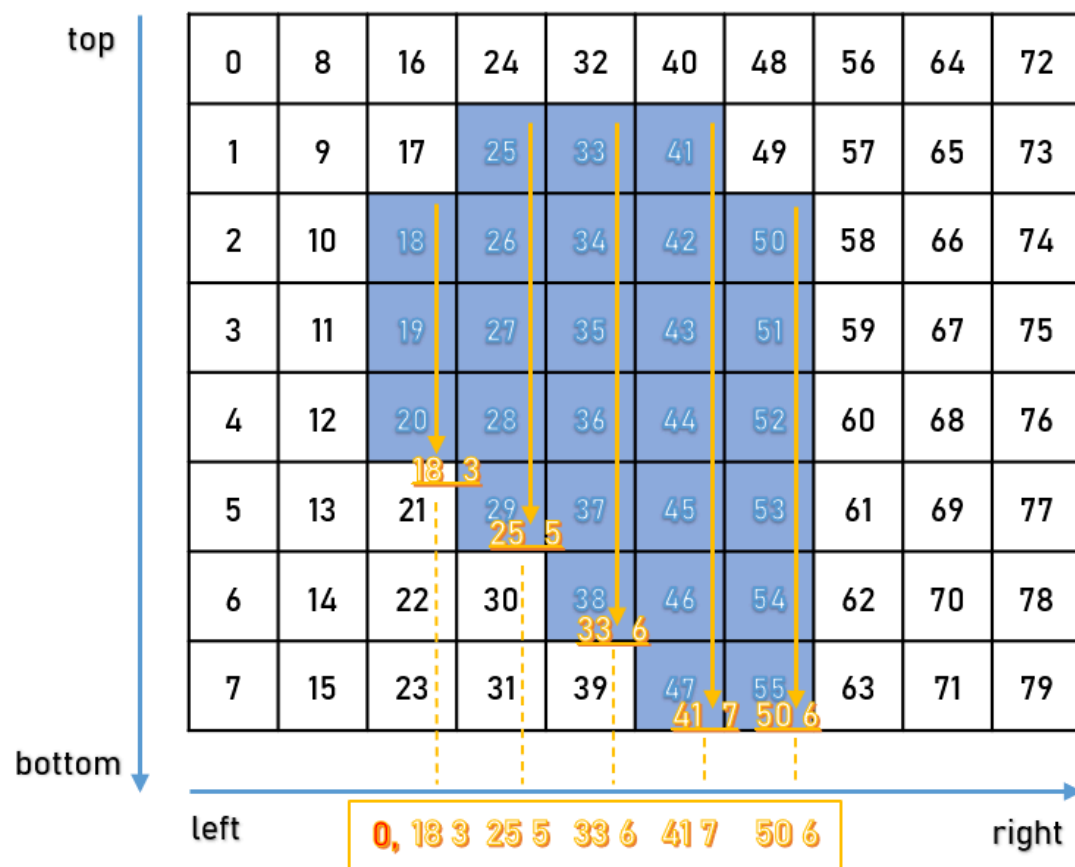 top
0 8 16 24 32 40 48 56 64 72
1 9 17 25 33 41 49 57 65 73
2 10 18 26 34 42 50 58 66 74
3 11 19 27 35 43 51 59 67 75
4 12 20 28 36 44 52 60 68 76
18 3
5 13 21 29 37 45 53 61 69 77
25 5
6 14 22 30 38 46 54 62 70 78
33 6
7 15 23 31 39 47 55 63 71 79
41 7 50 6
bottom
left
0, 18 3 25 5 33 6 41 7 50 6
right